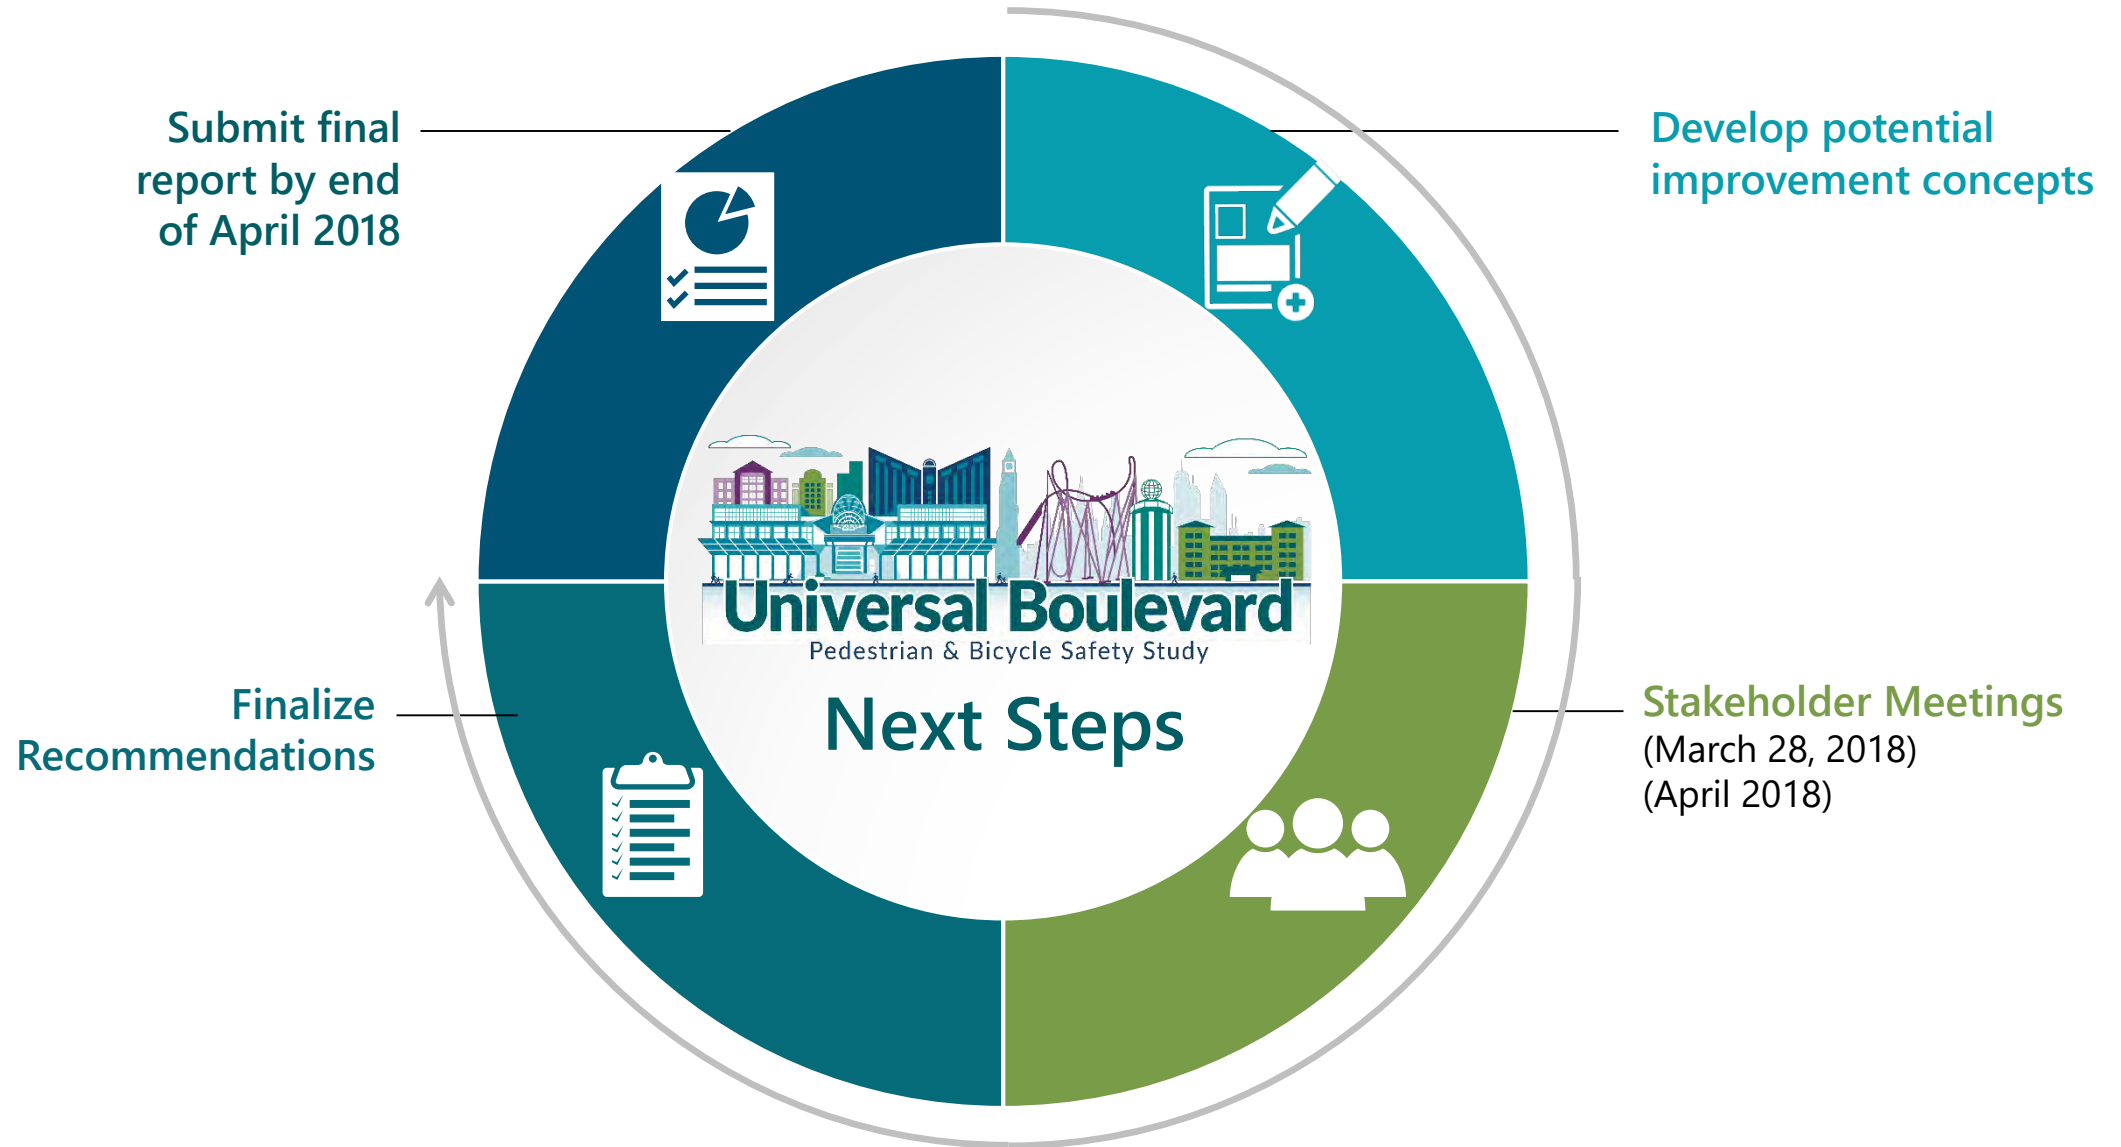 Submit final
report by end
of April 2018
Develop potential
improvement concepts
Universal Boulevard
Pedestrian & Bicycle Safety Study
Next Steps
Finalize
Recommendations
Stakeholder Meetings
(March 28, 2018)
(April 2018)